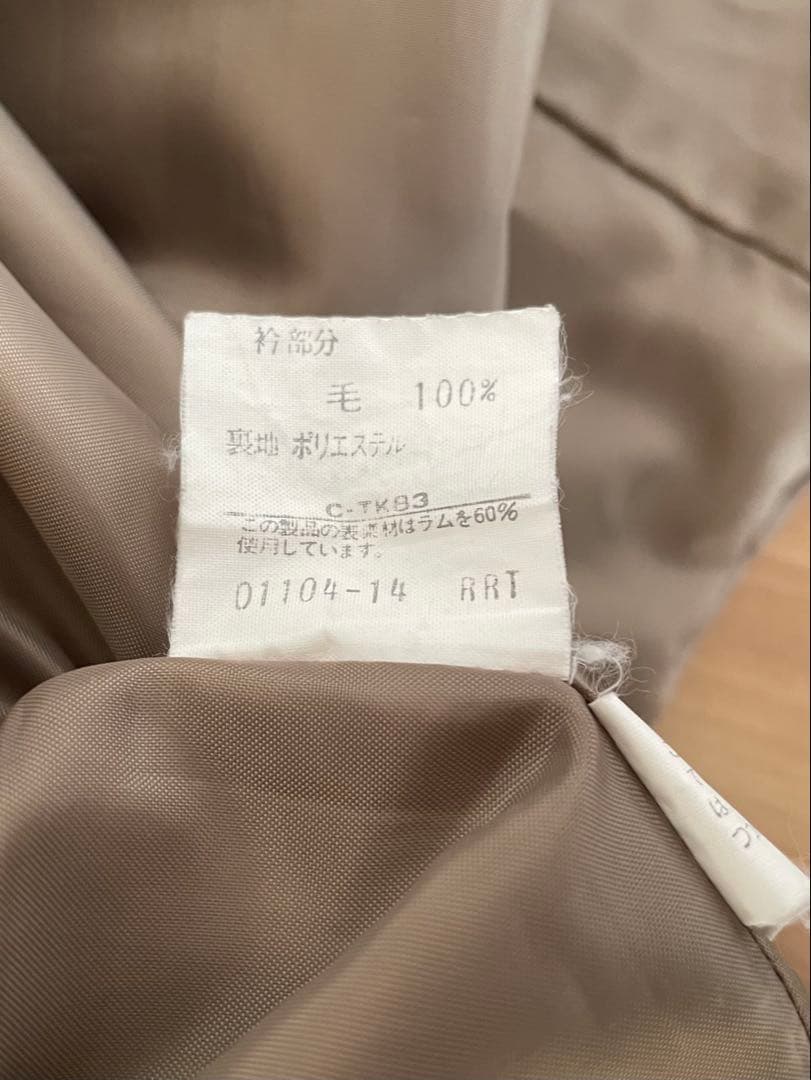 衿部分
毛 100%
裏地 ポリエステル
C-TK83
この製品の表素材はラムを60%
使用しています。
01104-14 RRT